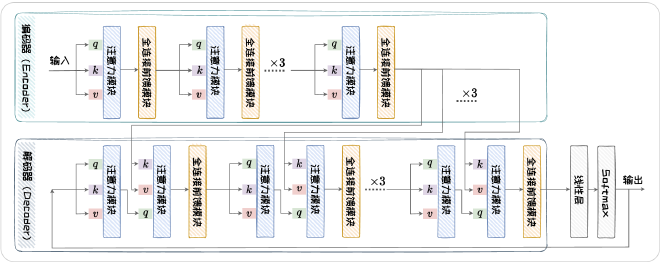 编码器 (Encoder)
输入
q
k
v
注意力模块
全连接前馈模块
q
k
v
注意力模块
全连接前馈模块
×3
q
k
v
注意力模块
全连接前馈模块
×3
解码器 (Decoder)
q
k
v
注意力模块
k
v
q
注意力模块
全连接前馈模块
q
k
v
注意力模块
k
v
q
注意力模块
全连接前馈模块
×3
q
k
v
注意力模块
k
v
q
注意力模块
全连接前馈模块
线性层
Softmax
输出